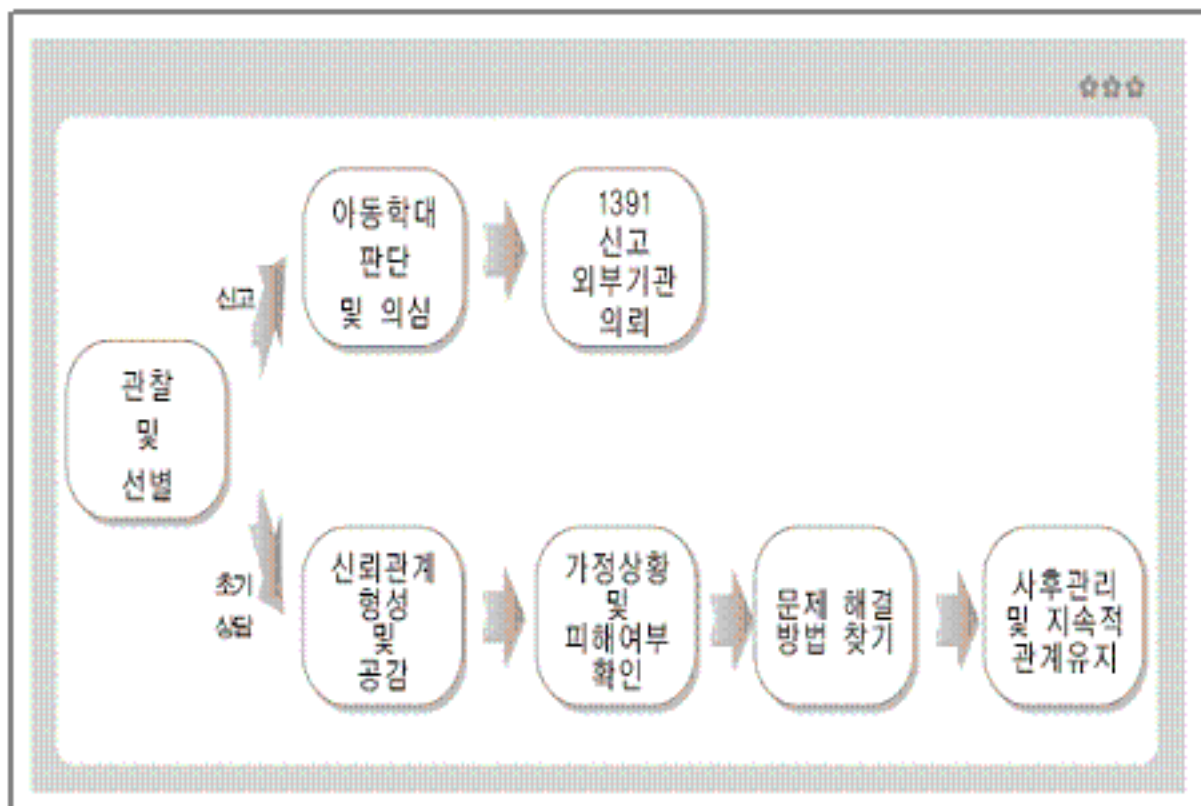 아동학대
판단
및 의심
1391
신고
외부기관
의뢰
신고
관찰
및
선별
초기
상담
신뢰관계
형성
및
공감
가정상황
및
피해여부
확인
문제 해결
방법 찾기
사후관리
및 지속적
관계유지